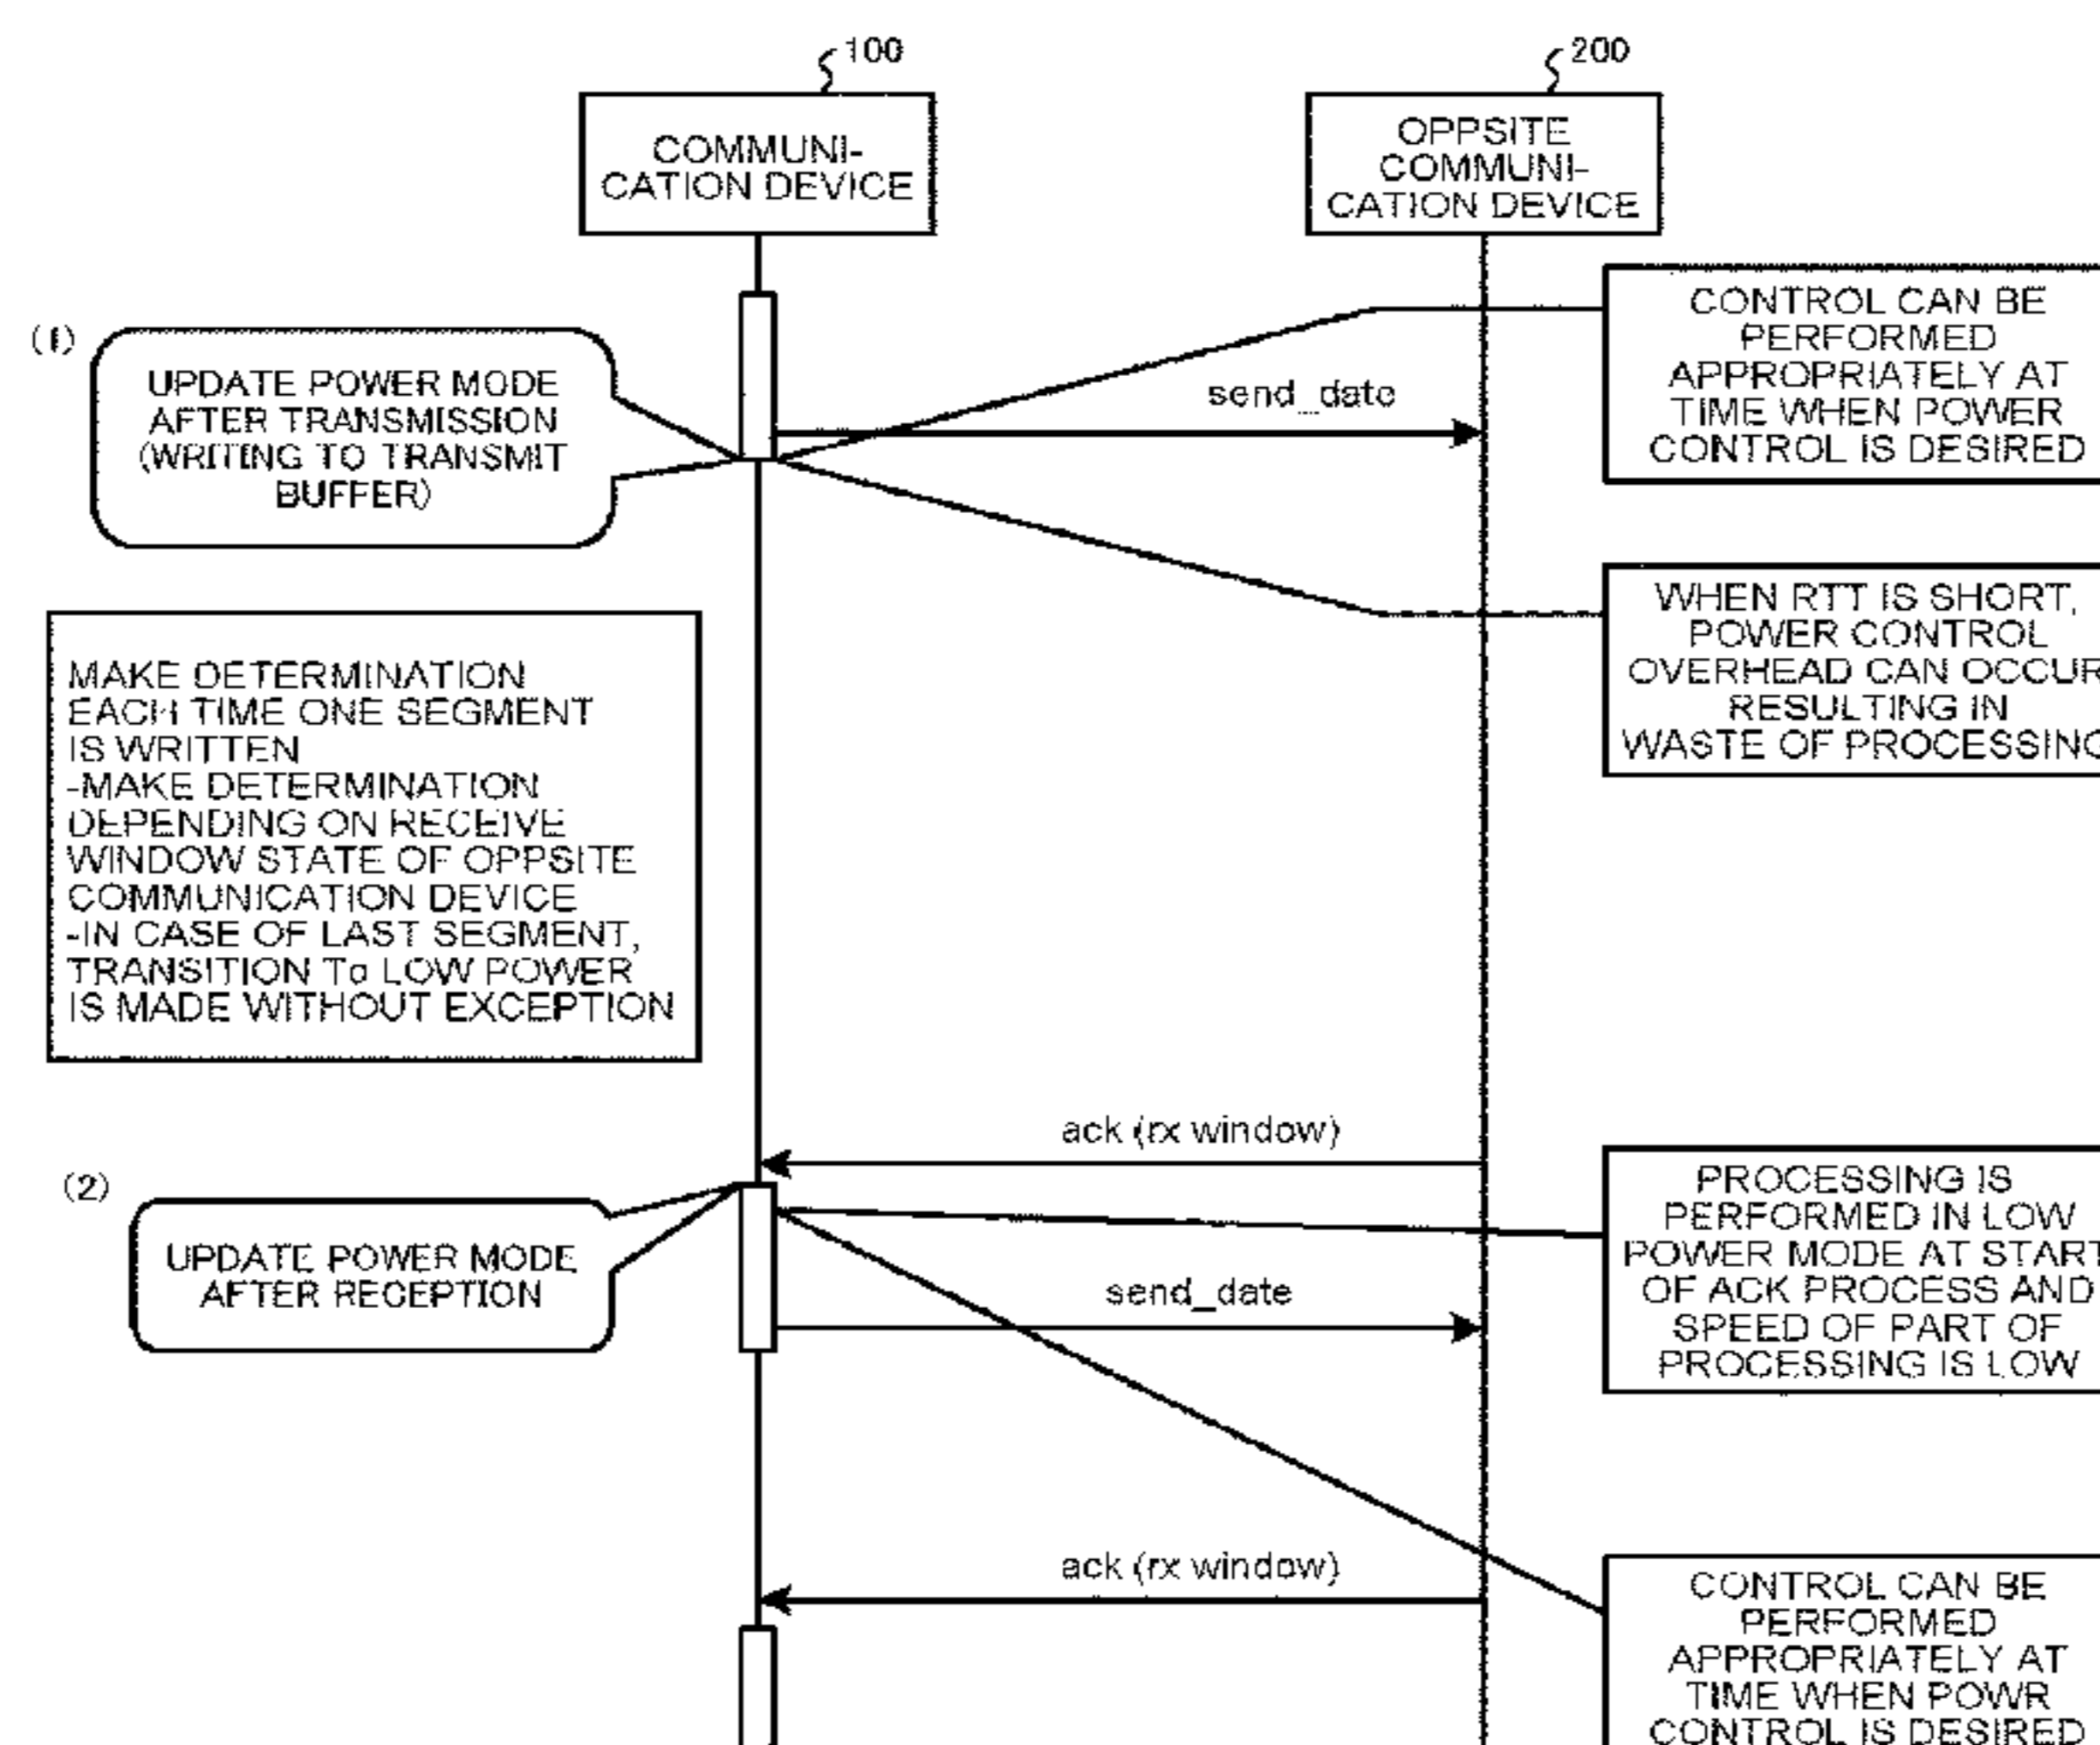 100
200
COMMUNI-
CATION DEVICE
OPPSITE
COMMUNI-
CATION DEVICE
(1)
UPDATE POWER MODE
AFTER TRANSMISSION
(WRITING TO TRANSMIT
BUFFER)
send_date
CONTROL CAN BE
PERFORMED
APPROPRIATELY AT
TIME WHEN POWER
CONTROL IS DESIRED
WHEN RTT IS SHORT,
POWER CONTROL
OVERHEAD CAN OCCUR
RESULTING IN
WASTE OF PROCESSING
MAKE DETERMINATION
EACH TIME ONE SEGMENT
IS WRITTEN
-MAKE DETERMINATION
DEPENDING ON RECEIVE
WINDOW STATE OF OPPSITE
COMMUNICATION DEVICE
-IN CASE OF LAST SEGMENT,
TRANSITION To LOW POWER
IS MADE WITHOUT EXCEPTION
ack (rx window)
(2)
UPDATE POWER MODE
AFTER RECEPTION
send_date
PROCESSING IS
PERFORMED IN LOW
POWER MODE AT START
OF ACK PROCESS AND
SPEED OF PART OF
PROCESSING IS LOW
ack (rx window)
CONTROL CAN BE
PERFORMED
APPROPRIATELY AT
TIME WHEN POWR
CONTROL IS DESIRED